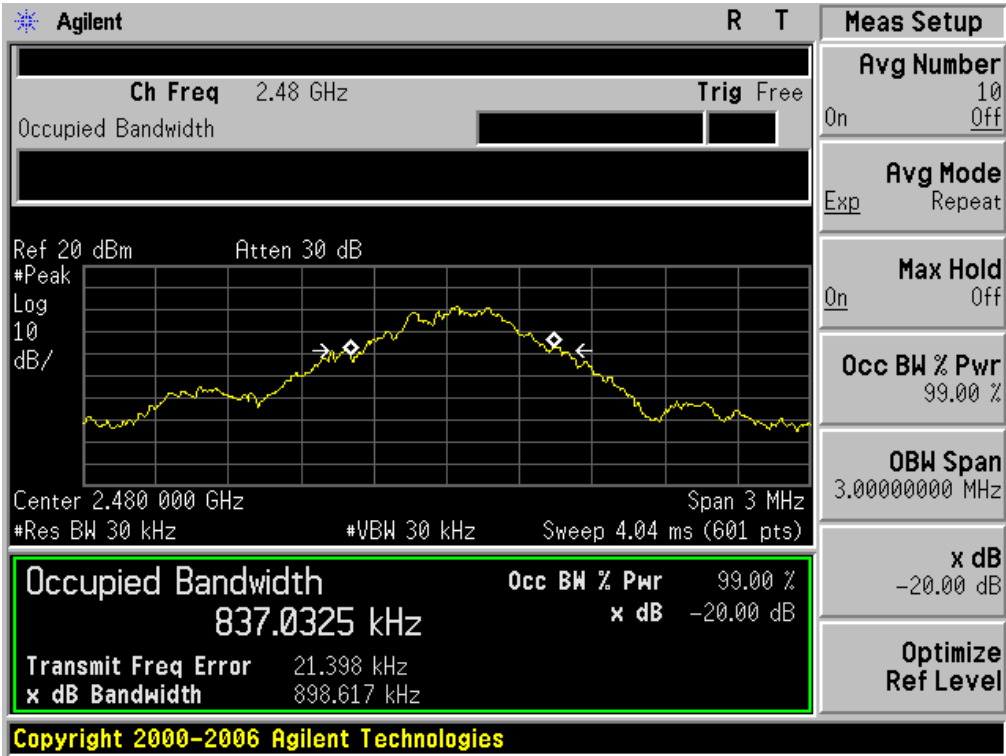 Agilent R T
Ch Freq 2.48 GHz Trig Free
Occupied Bandwidth
Ref 20 dBm Atten 30 dB
#Peak
Log
10
dB/
Center 2.480 000 GHz Span 3 MHz
#Res BW 30 kHz #VBW 30 kHz Sweep 4.04 ms (601 pts)
Occupied Bandwidth Occ BW % Pwr 99.00 %
837.0325 kHz x dB -20.00 dB
Transmit Freq Error 21.398 kHz
x dB Bandwidth 898.617 kHz
Copyright 2000-2006 Agilent Technologies
Meas Setup
Avg Number
10
On Off
Avg Mode
Exp Repeat
Max Hold
On Off
Occ BW % Pwr
99.00 %
OBW Span
3.00000000 MHz
x dB
-20.00 dB
Optimize
Ref Level